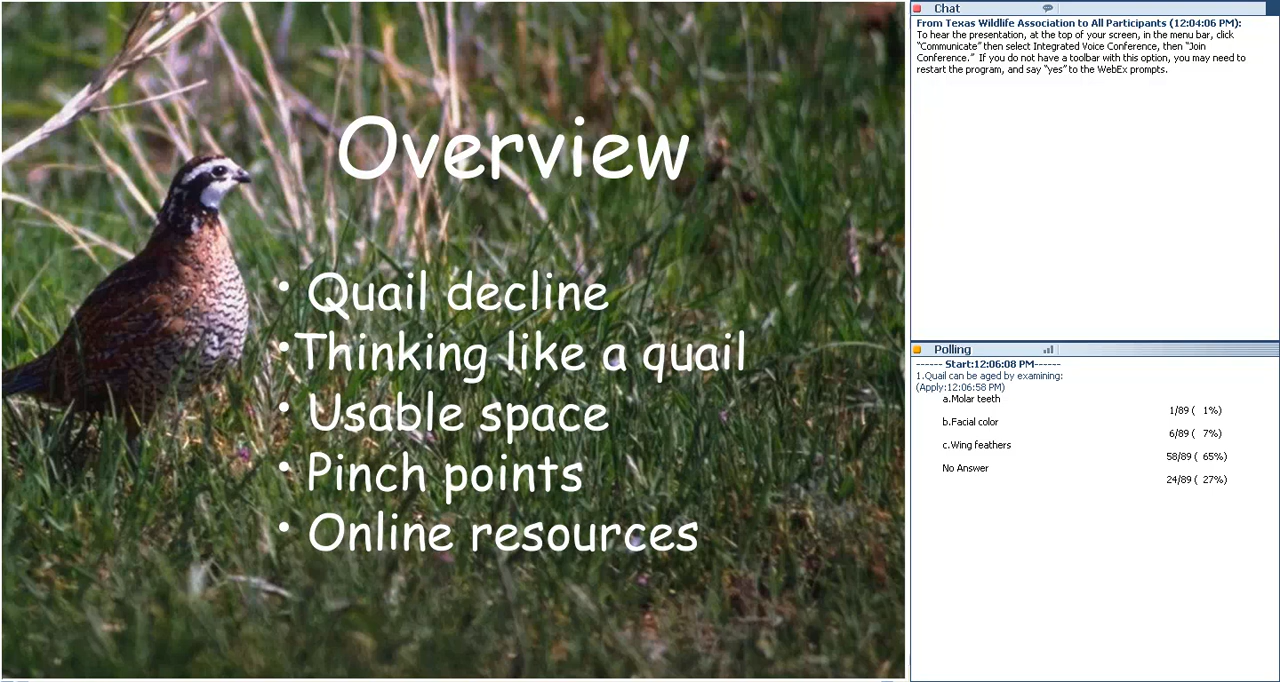 Overview
• Quail decline
•Thinking like a quail
• Usable space
• Pinch points
• Online resources
Chat
From Texas Wildlife Association to All Participants (12:04:06 PM):
To hear the presentation, at the top of your screen, in the menu bar, click
“Communicate” then select Integrated Voice Conference, then “Join
Conference.”  If you do not have a toolbar with this option, you may need to
restart the program, and say “yes” to the WebEx prompts.
Polling
------ Start:12:06:08 PM------
1.Quail can be aged by examining:
(Apply:12:06:58 PM)
a.Molar teeth
1/89 (  1%)
b.Facial color
6/89 (  7%)
c.Wing feathers
58/89 (  65%)
No Answer
24/89 (  27%)